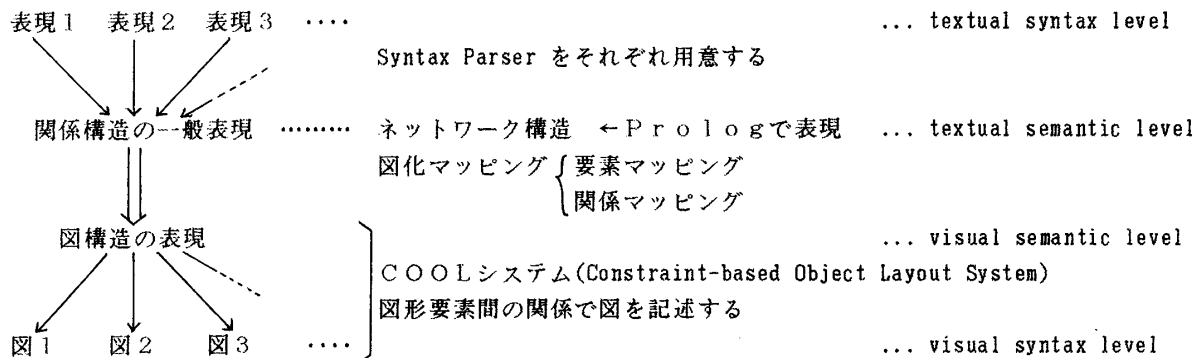 表現1 表現2 表現3 ‥‥ ... textual syntax level
Syntax Parser をそれぞれ用意する
関係構造の一般表現 ……… ネットワーク構造 ←Prologで表現 ... textual semantic level
図化マッピング 要素マッピング
関係マッピング
図構造の表現 ... visual semantic level
COOLシステム(Constraint-based Object Layout System)
図形要素間の関係で図を記述する
図1 図2 図3 ‥‥ ... visual syntax level